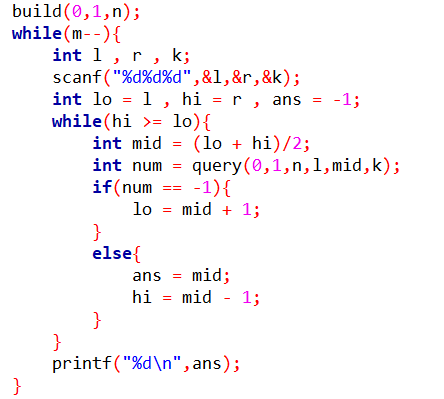 build(0,1,n);
while(m--){
    int l , r , k;
    scanf("%d%d%d",&l,&r,&k);
    int lo = l , hi = r , ans = -1;
    while(hi >= lo){
        int mid = (lo + hi)/2;
        int num = query(0,1,n,l,mid,k);
        if(num == -1){
            lo = mid + 1;
        }
        else{
            ans = mid;
            hi = mid - 1;
        }
    }
    printf("%d\n",ans);
}